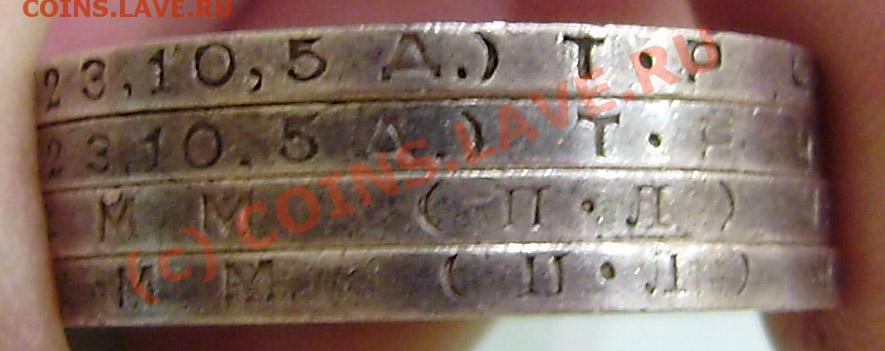 COINS.LAVE.RU
23,10,5 Д.) Т•Р
23,10,5 Д.) Т•Р
М М (П•Л)
М М (П•Л)
(c) COINS.LAVE.RU